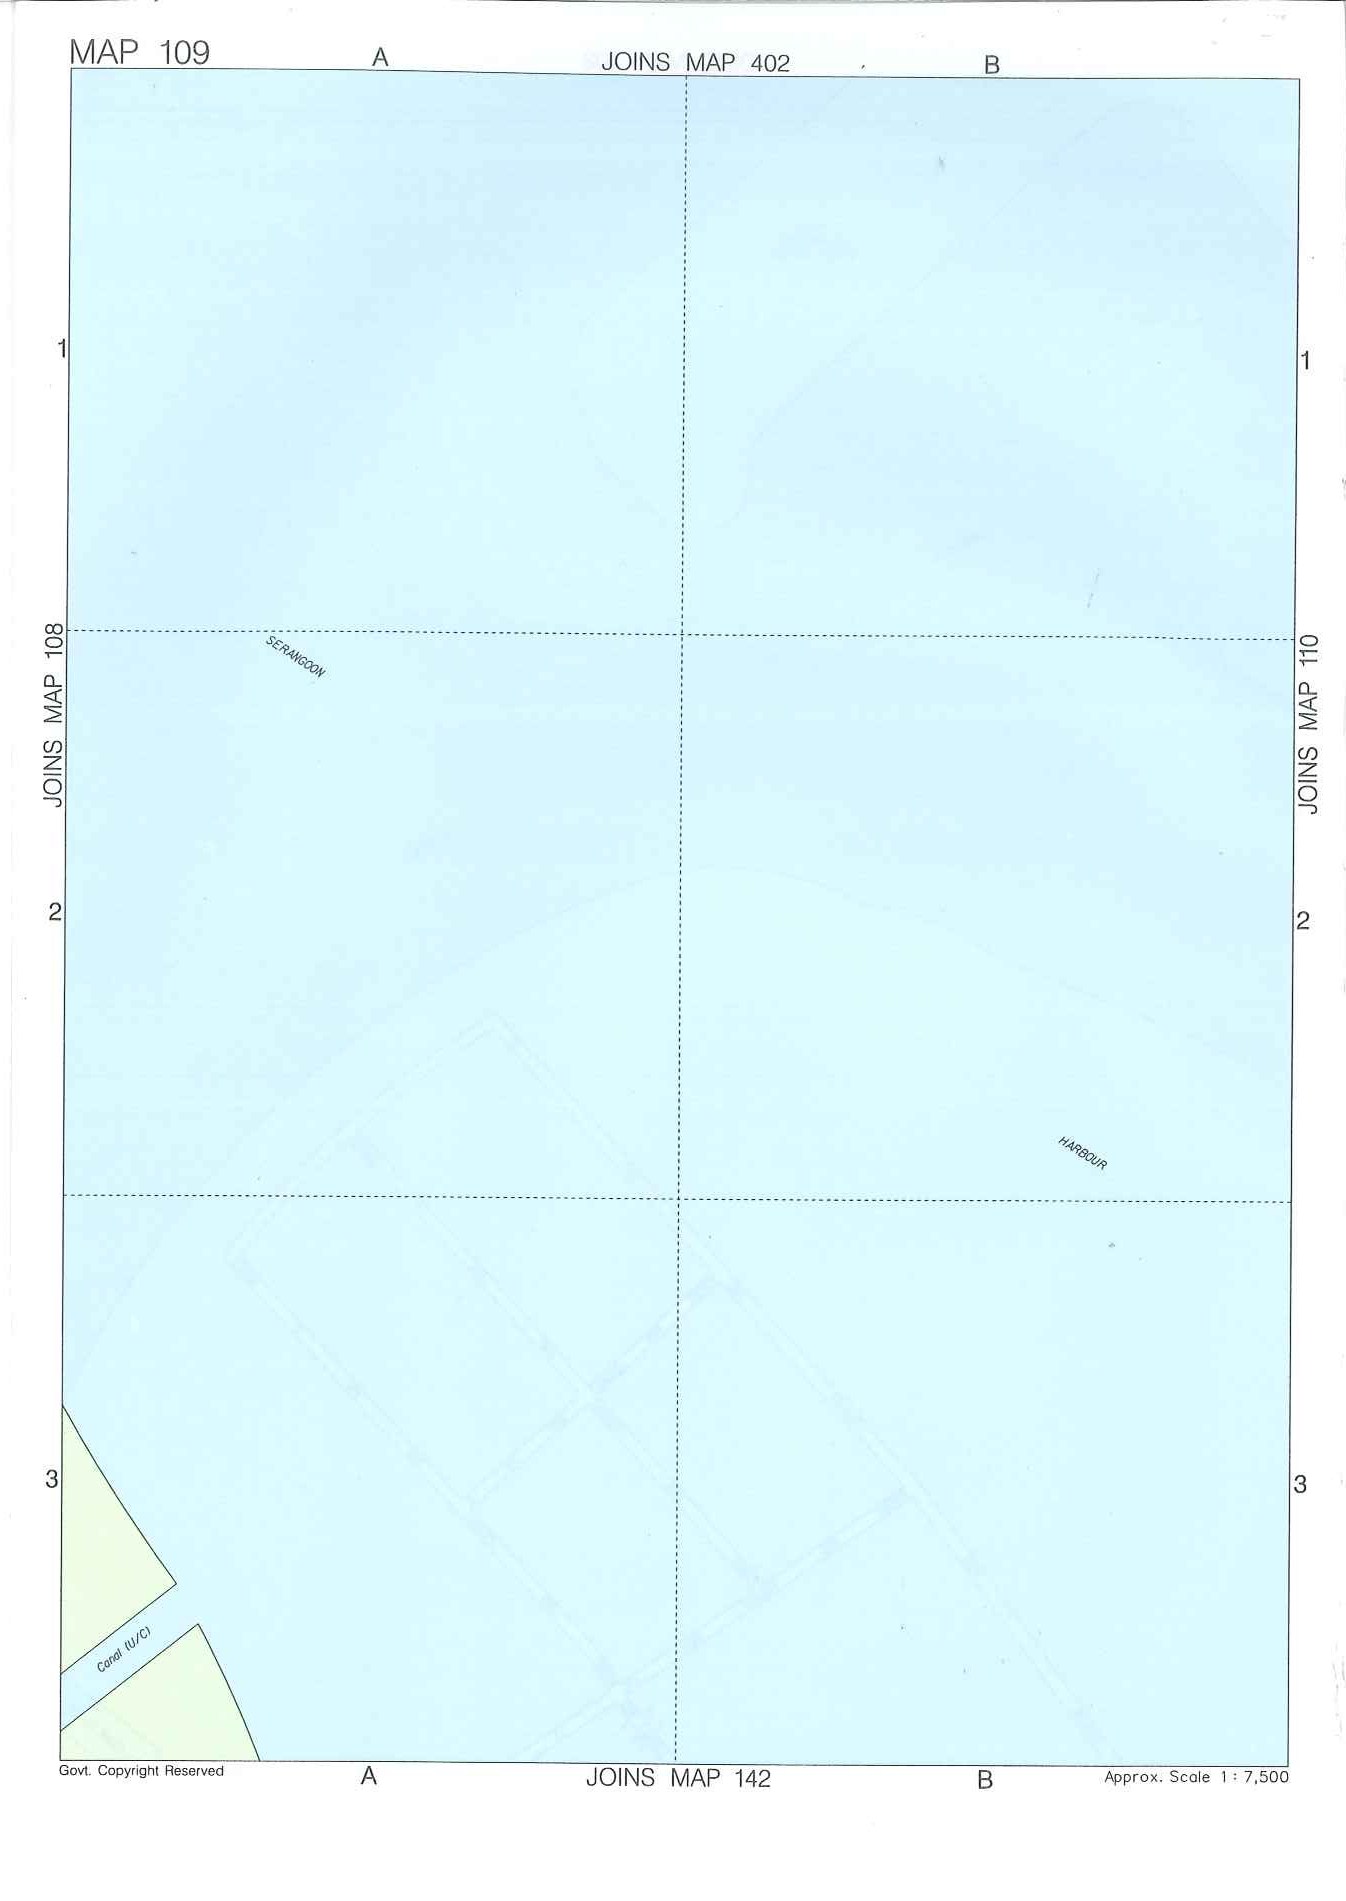 MAP 109
A
JOINS MAP 402
B
1
1
SERANGOON
JOINS MAP 108
JOINS MAP 110
2
2
HARBOUR
3
3
Canal (U/C)
Govt. Copyright Reserved
A
JOINS MAP 142
B
Approx. Scale 1 : 7,500